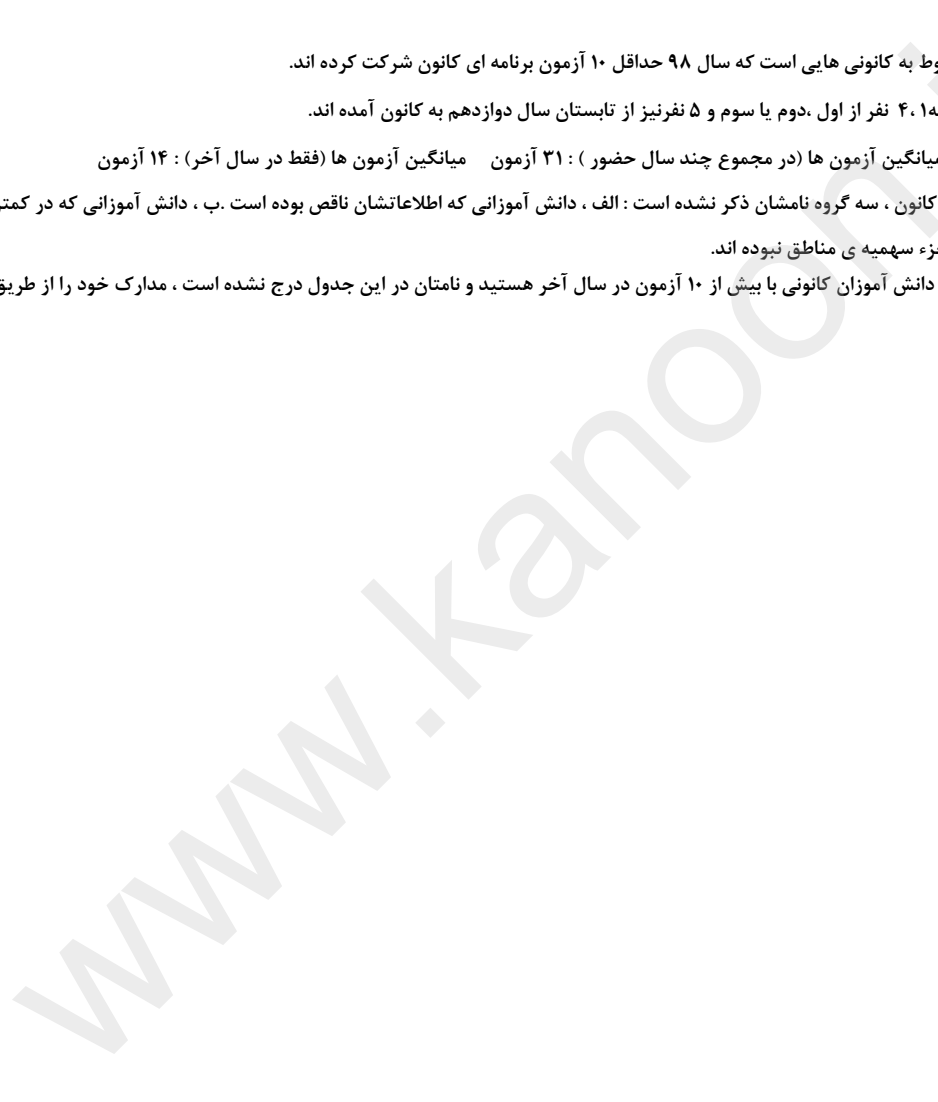 وط به کانونی هایی است که سال ۹۸ حداقل ۱۰ آزمون برنامه ای کانون شرکت کرده اند.
ه۱ ،۴ نفر از اول ،دوم یا سوم و ۵ نفرنیز از تابستان سال دوازدهم به کانون آمده اند.
میانگین آزمون ها (در مجموع چند سال حضور ) : ۳۱ آزمون میانگین آزمون ها (فقط در سال آخر) : ۱۴ آزمون
کانون ، سه گروه نامشان ذکر نشده است : الف ، دانش آموزانی که اطلاعاتشان ناقص بوده است .ب ، دانش آموزانی که در کمتر
زء سهمیه ی مناطق نبوده اند.
دانش آموزان کانونی با بیش از ۱۰ آزمون در سال آخر هستید و نامتان در این جدول درج نشده است ، مدارک خود را از طریق
www.kanoon.i